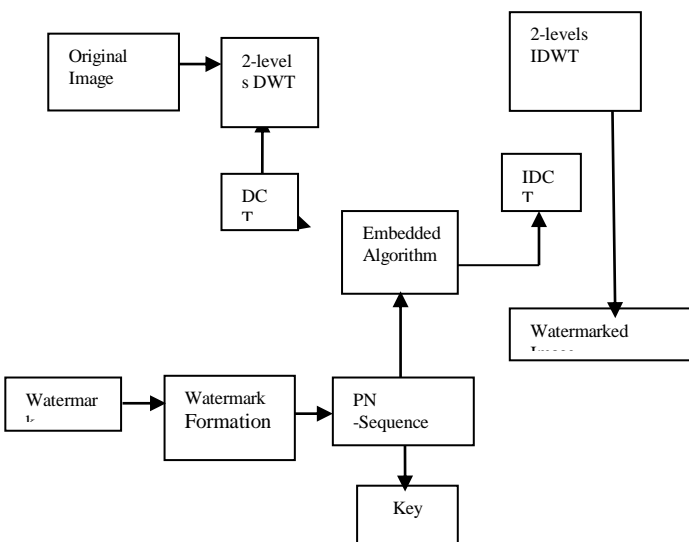 Original
Image
2-level
s DWT
2-levels
IDWT
DC
T
IDC
T
Embedded
Algorithm
Watermarked
Watermar
Watermark
Formation
PN
-Sequence
Key